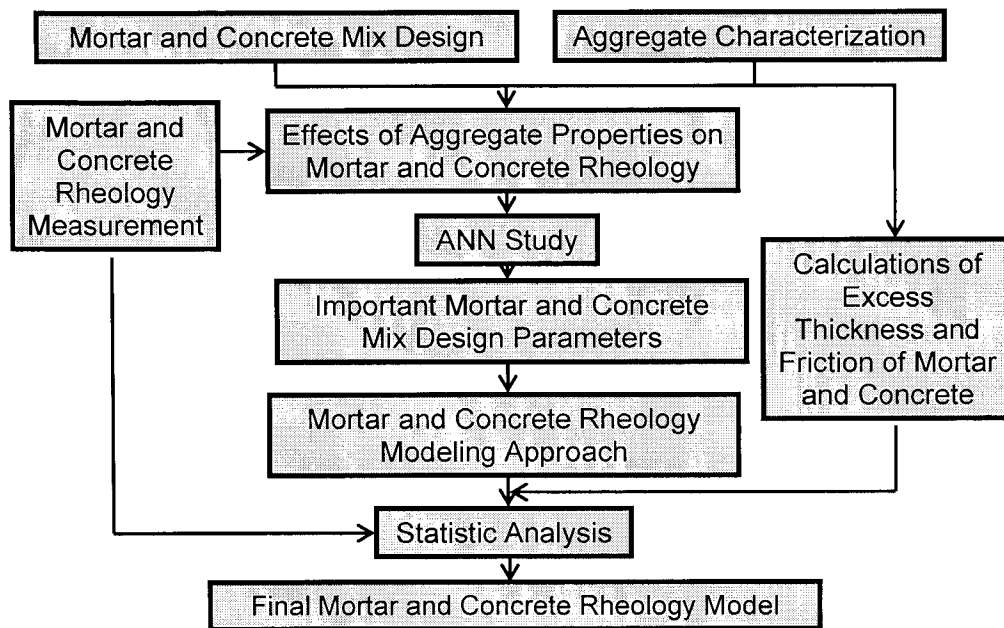 Mortar and Concrete Mix Design
Aggregate Characterization
Mortar and
Concrete
Rheology
Measurement
Effects of Aggregate Properties on
Mortar and Concrete Rheology
ANN Study
Important Mortar and Concrete
Mix Design Parameters
Calculations of
Excess
Thickness and
Friction of Mortar
and Concrete
Mortar and Concrete Rheology
Modeling Approach
Statistic Analysis
Final Mortar and Concrete Rheology Model